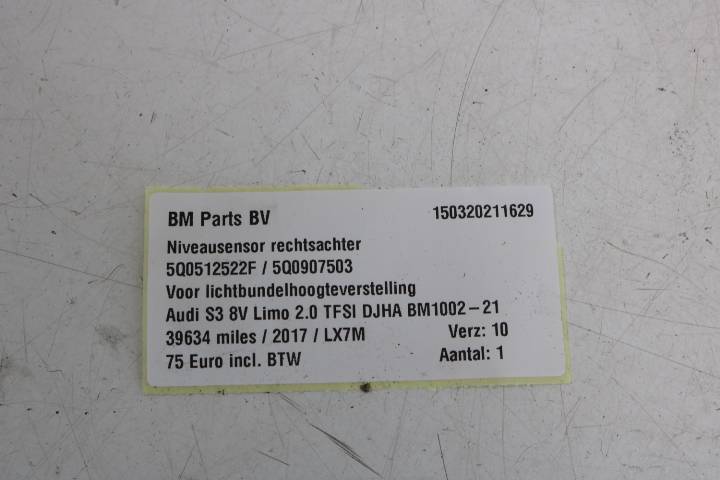 BM Parts BV 150320211629
Niveausensor rechtsachter
5Q0512522F / 5Q0907503
Voor lichtbundelhoogteverstelling
Audi S3 8V Limo 2.0 TFSI DJHA BM1002-21
39634 miles / 2017 / LX7M Verz: 10
75 Euro incl. BTW Aantal: 1